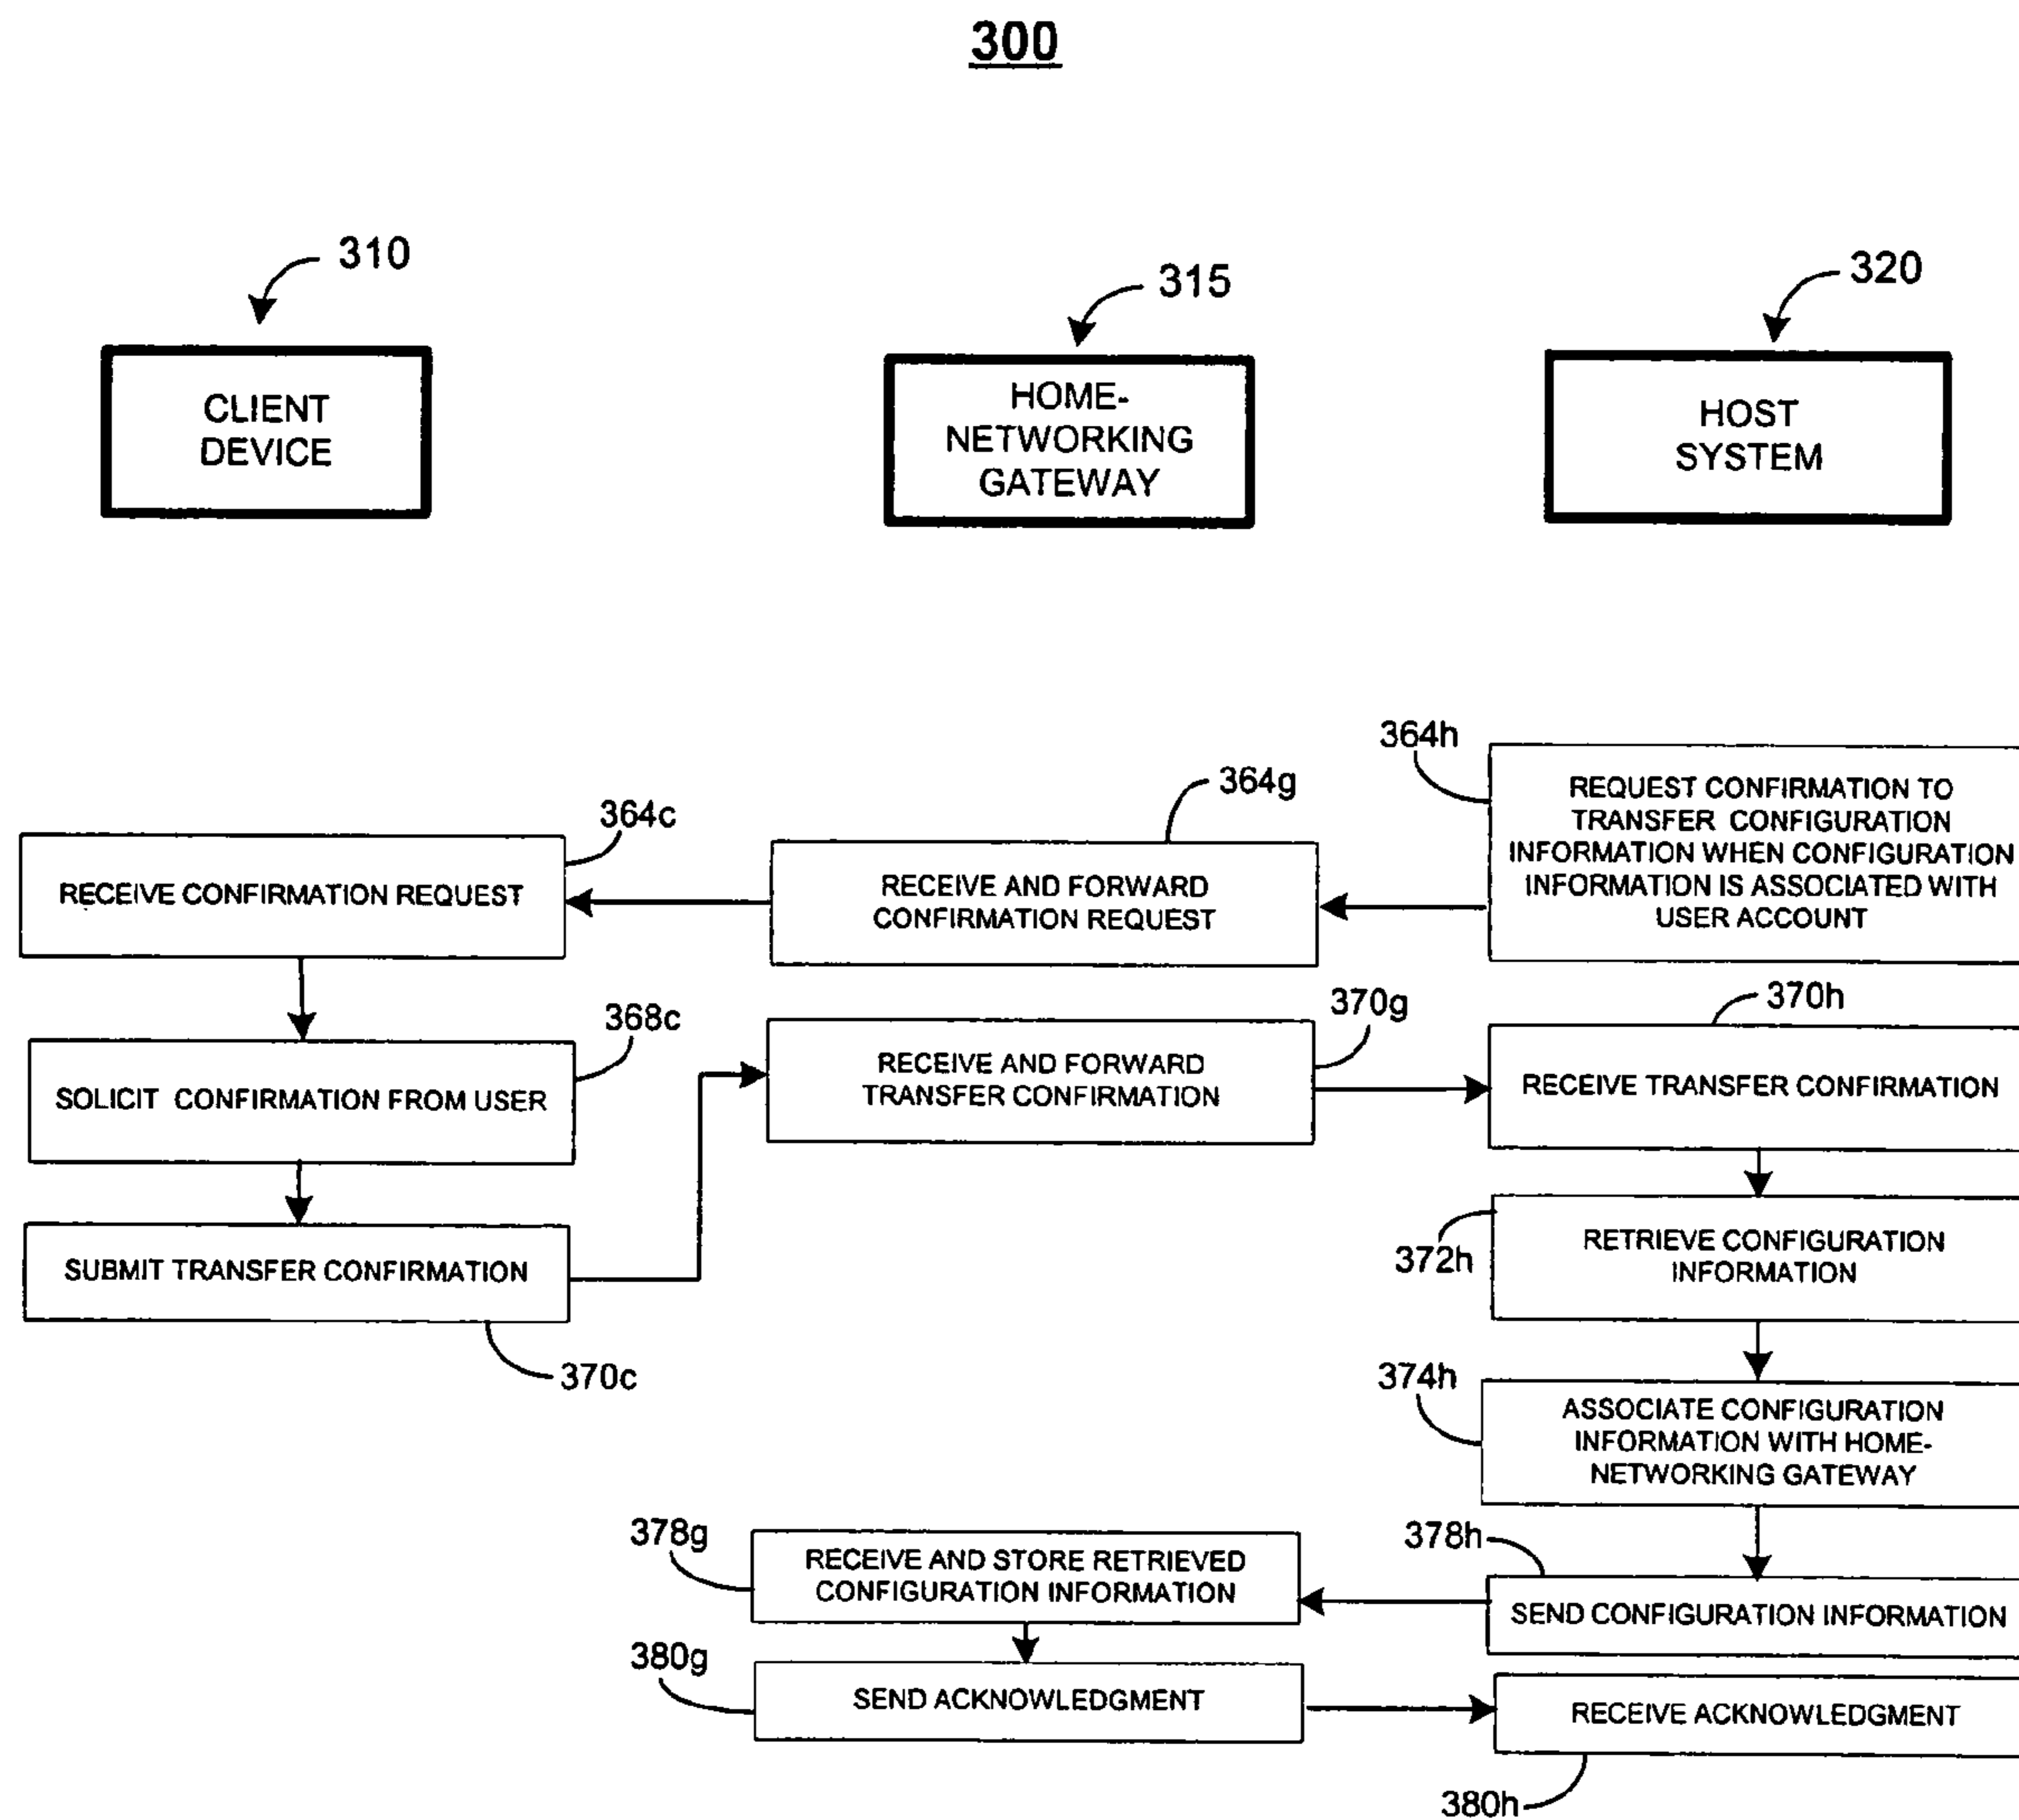 300
310
315
320
CLIENT
DEVICE
HOME-
NETWORKING
GATEWAY
HOST
SYSTEM
364h
REQUEST CONFIRMATION TO
TRANSFER CONFIGURATION
INFORMATION WHEN CONFIGURATION
INFORMATION IS ASSOCIATED WITH
USER ACCOUNT
364g
RECEIVE AND FORWARD
CONFIRMATION REQUEST
364c
RECEIVE CONFIRMATION REQUEST
368c
SOLICIT CONFIRMATION FROM USER
SUBMIT TRANSFER CONFIRMATION
370c
370g
RECEIVE AND FORWARD
TRANSFER CONFIRMATION
370h
RECEIVE TRANSFER CONFIRMATION
372h
RETRIEVE CONFIGURATION
INFORMATION
374h
ASSOCIATE CONFIGURATION
INFORMATION WITH HOME-
NETWORKING GATEWAY
378h
SEND CONFIGURATION INFORMATION
378g
RECEIVE AND STORE RETRIEVED
CONFIGURATION INFORMATION
380g
SEND ACKNOWLEDGMENT
RECEIVE ACKNOWLEDGMENT
380h